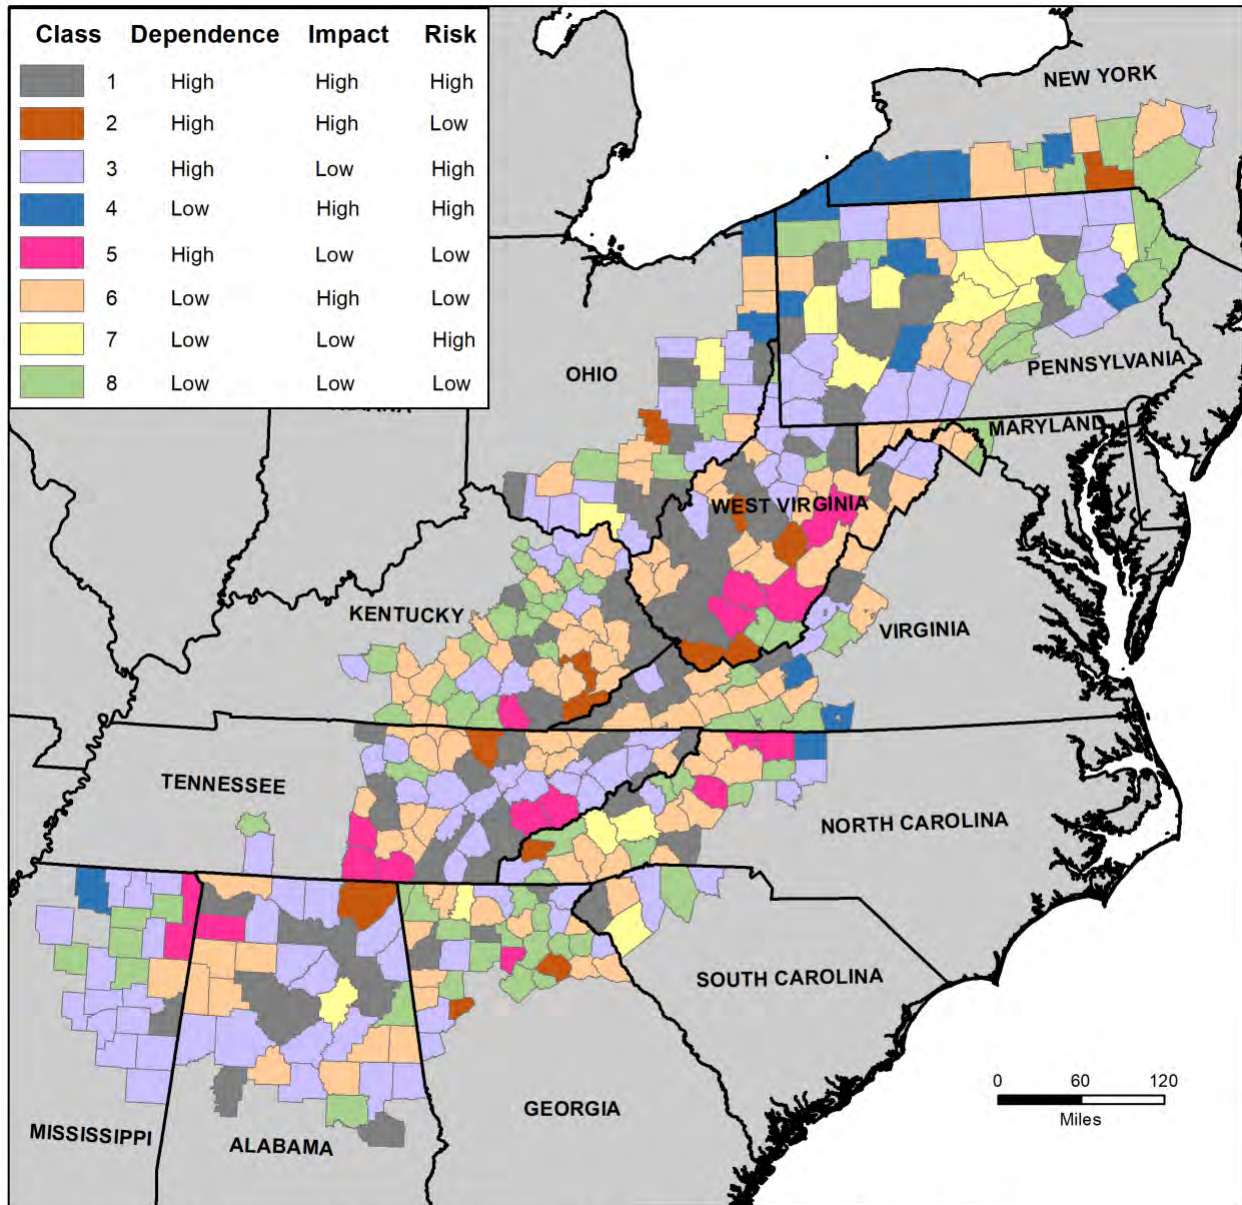 Class Dependence Impact Risk
1 High High High
2 High High Low
3 High Low High
4 Low High High
5 High Low Low
6 Low High Low
7 Low Low High
8 Low Low Low
NEW YORK
OHIO
PENNSYLVANIA
MARYLAND
WEST VIRGINIA
KENTUCKY
VIRGINIA
TENNESSEE
NORTH CAROLINA
SOUTH CAROLINA
MISSISSIPPI
ALABAMA
GEORGIA
0 60 120
Miles